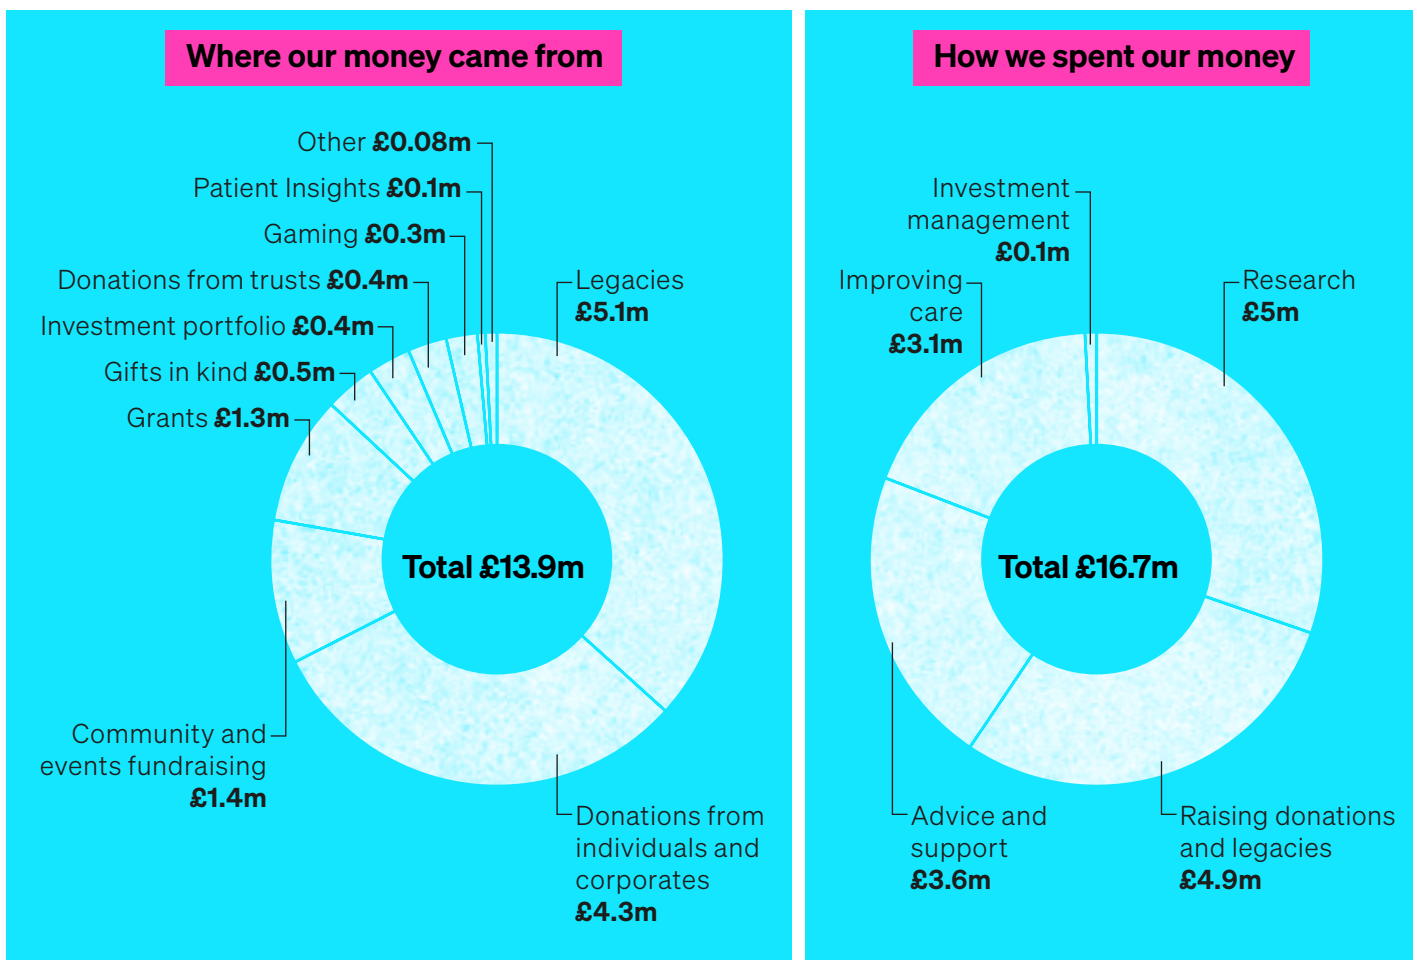 Where our money came from
Other £0.08m
Patient Insights £0.1m
Gaming £0.3m
Donations from trusts £0.4m
Investment portfolio £0.4m
Gifts in kind £0.5m
Grants £1.3m
Legacies
£5.1m
Total £13.9m
Community and
events fundraising
£1.4m
Donations from
individuals and
corporates
£4.3m
How we spent our money
Investment
management
£0.1m
Improving
care
£3.1m
Research
£5m
Total £16.7m
Advice and
support
£3.6m
Raising donations
and legacies
£4.9m